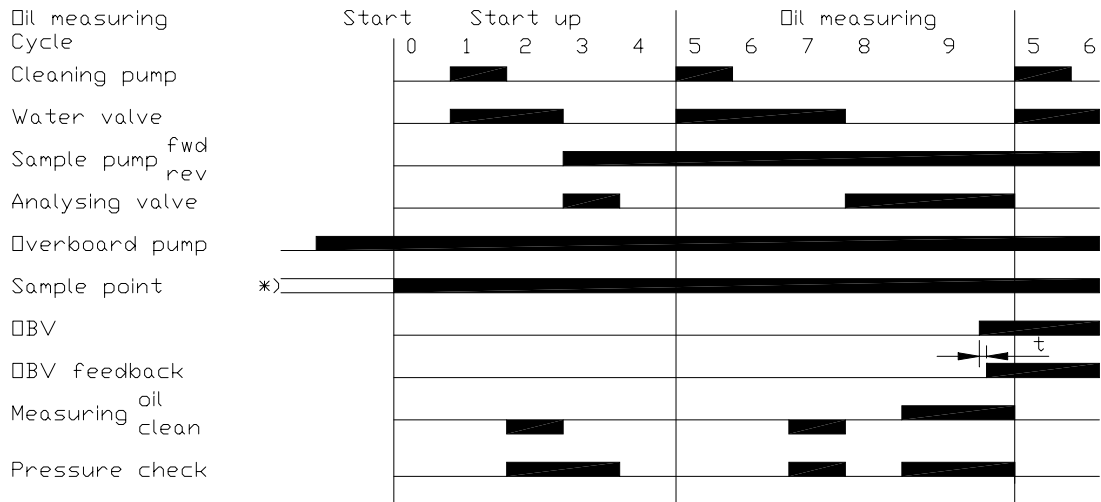 Oil measuring Start Start up Oil measuring
Cycle 0 1 2 3 4 5 6 7 8 9 5 6
Cleaning pump
Water valve
Sample pump fwd
rev
Analysing valve
Overboard pump
Sample point *)
OBV
t
OBV feedback
Measuring oil
clean
Pressure check